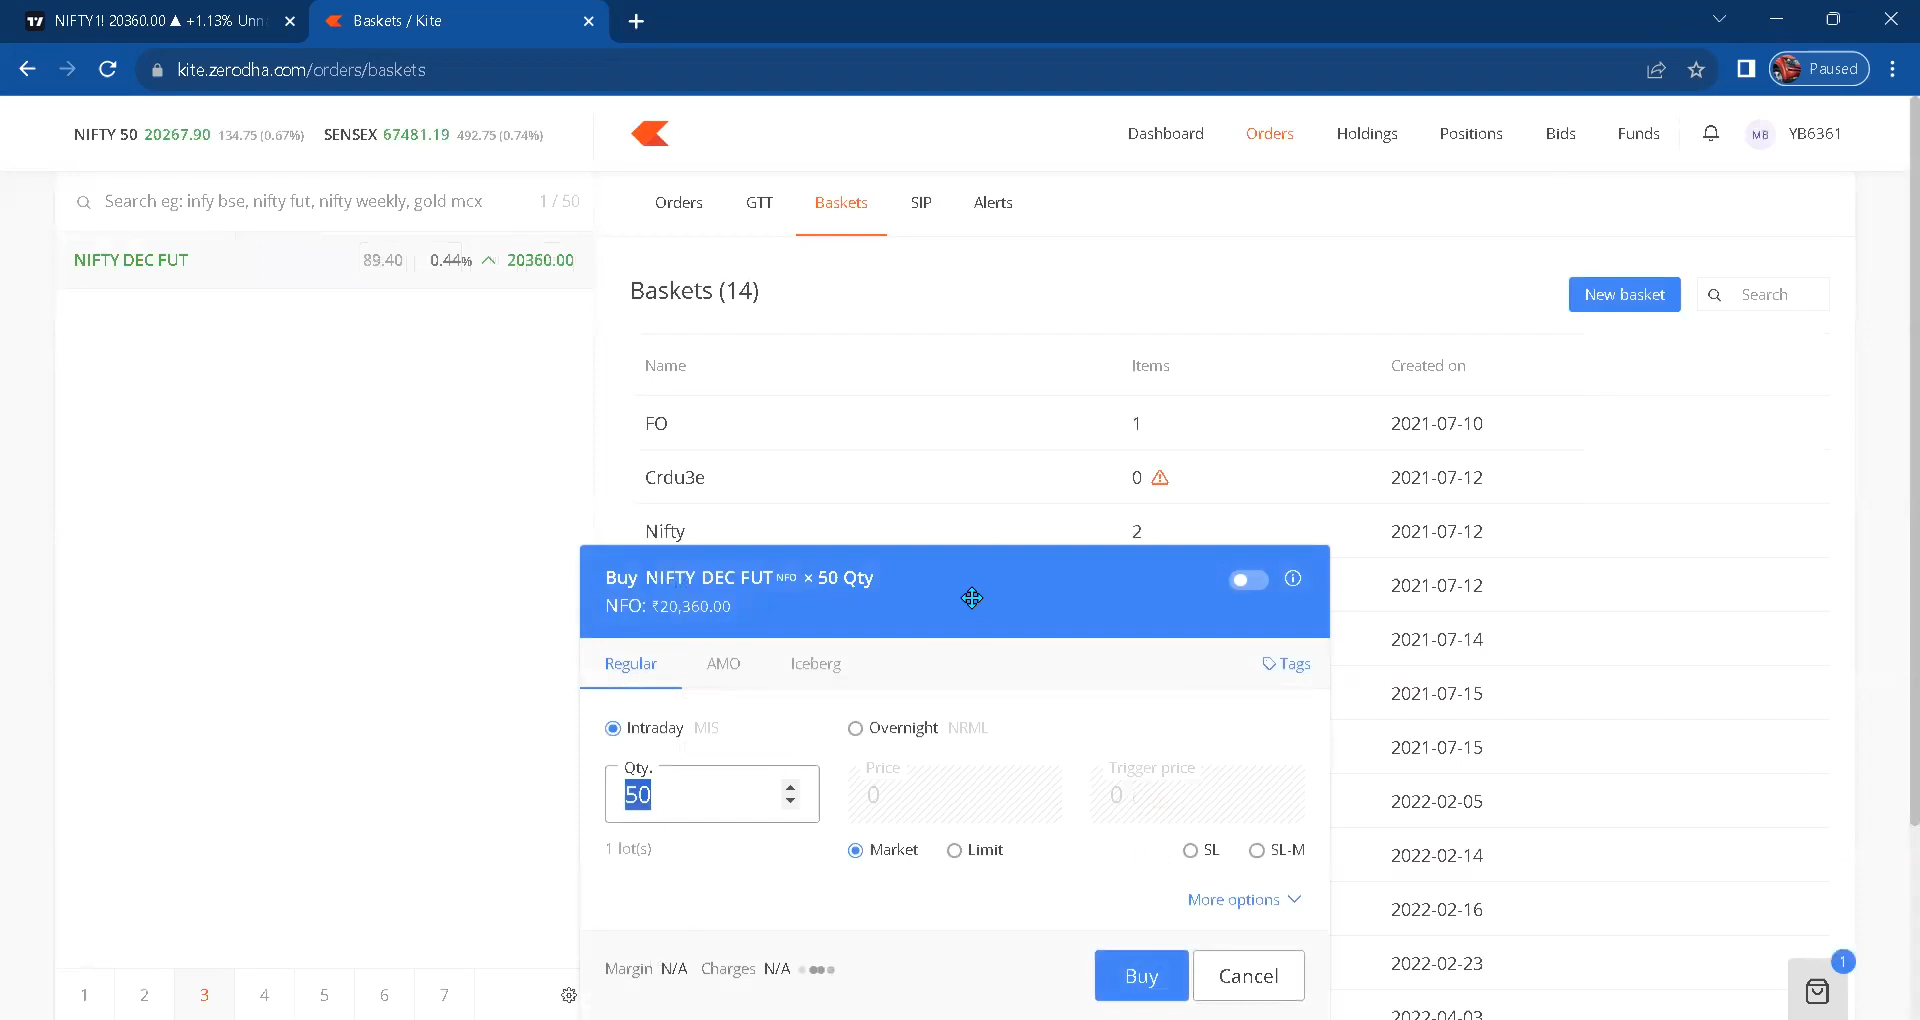 NIFTY1! 20360.00 ▲ +1.13% Unn
Baskets / Kite
kite.zerodha.com/orders/baskets
Paused
NIFTY 50 20267.90 134.75 (0.67%) SENSEX 67481.19 492.75 (0.74%)
Dashboard Orders Holdings Positions Bids Funds MB YB6361
Search eg: infy bse, nifty fut, nifty weekly, gold mcx 1 / 50
Orders GTT Baskets SIP Alerts
NIFTY DEC FUT 89.40 0.44% 20360.00
Baskets (14)
New basket
Search
Name Items Created on
FO 1 2021-07-10
Crdu3e 0 2021-07-12
Nifty 2 2021-07-12
2021-07-12
2021-07-14
2021-07-15
2021-07-15
2022-02-05
2022-02-14
2022-02-16
2022-02-23
2022-04-03
Buy NIFTY DEC FUT NFO × 50 Qty
NFO: ₹20,360.00
Regular AMO Iceberg Tags
Intraday MIS Overnight NRML
Qty. Price Trigger price
50 0 0
1 lot(s) Market Limit SL SL-M
More options
Margin N/A Charges N/A
Buy Cancel
1 2 3 4 5 6 7
1